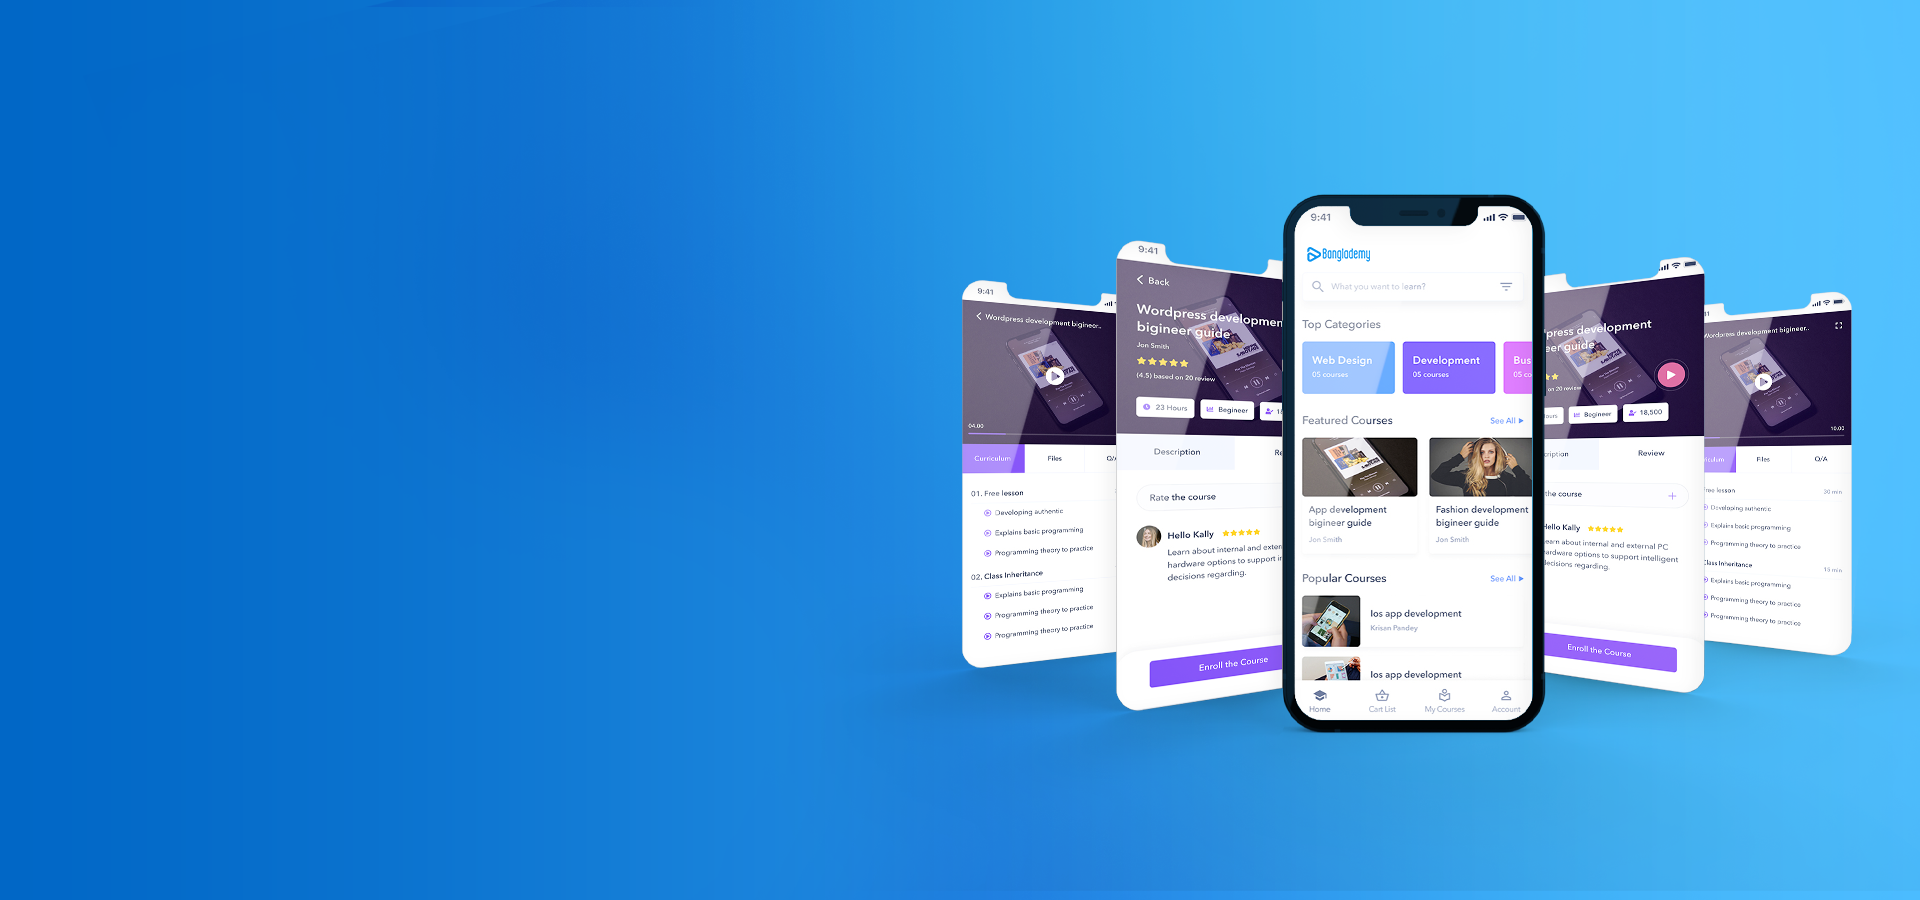 9:41
Wordpress development bigineer..
04.00
Curriculum
Files
01. Free lesson
Developing authentic
Explains basic programming
Programming theory to practice
02. Class Inheritance
Explains basic programming
Programming theory to practice
Programming theory to practice
9:41
Back
Wordpress developmen
bigineer guide
Jon Smith
(4.5) based on 20 review
23 Hours
Begineer
Description
Rate the course
Hello Kally
Learn about internal and exter
hardware options to support in
decisions regarding.
Enroll the Course
9:41
Banglademy
What you want to learn?
Top Categories
Web Design
05 courses
Development
05 courses
Bus
05 co
Featured Courses
See All
App development
bigineer guide
Jon Smith
Fashion development
bigineer guide
Jon Smith
Popular Courses
See All
Ios app development
Krisan Pandey
Ios app development
Home
Cart List
My Courses
Account
press development
eer guide
on 20 review
ours
Begineer
18,500
ription
Review
the course
Hello Kally
earn about internal and external PC
ardware options to support intelligent
decisions regarding.
Enroll the Course
Wordpress development bigineer..
10.00
iculum
Files
Q/A
ree lesson
30 min
Developing authentic
Explains basic programming
Programming theory to practice
Class Inheritance
15 min
Explains basic programming
Programming theory to practice
Programming theory to practice